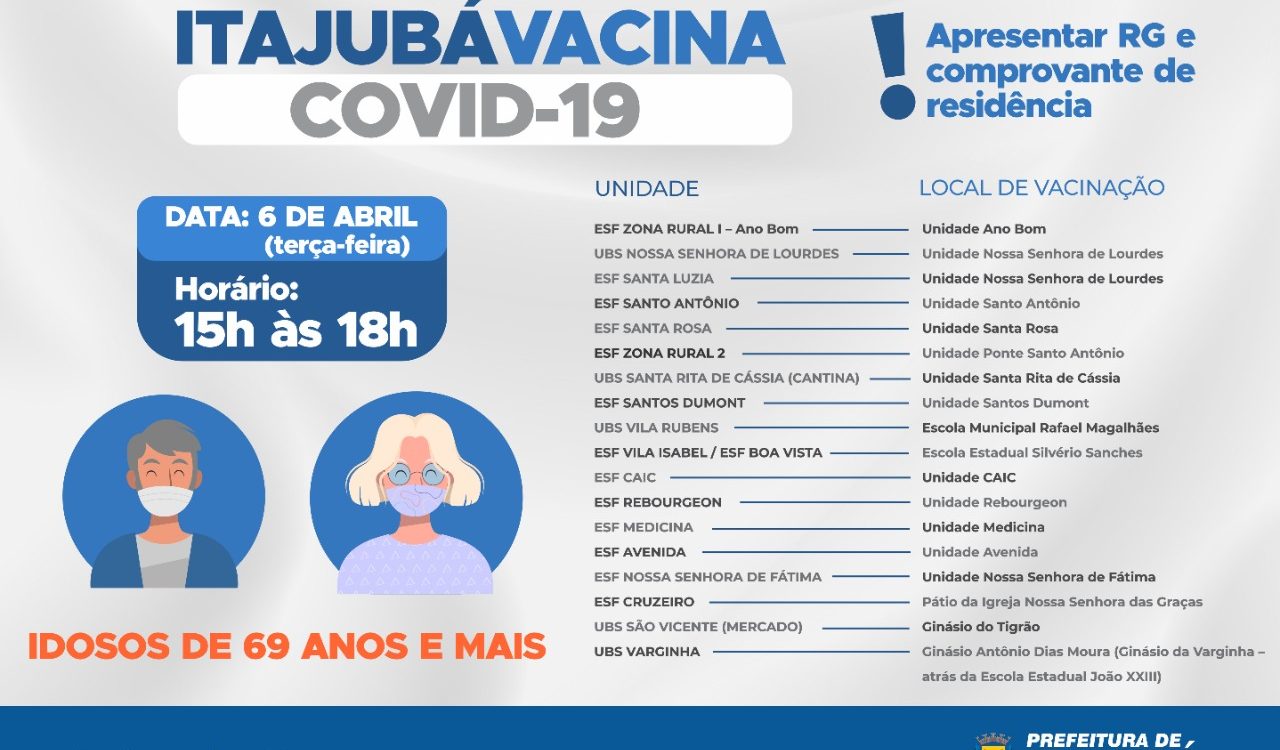 ITAJUBÁVACINA
COVID-19
! Apresentar RG e
comprovante de
residência
DATA: 6 DE ABRIL
(terça-feira)
Horário:
15h às 18h
IDOSOS DE 69 ANOS E MAIS
UNIDADE LOCAL DE VACINAÇÃO
ESF ZONA RURAL I – Ano Bom Unidade Ano Bom
UBS NOSSA SENHORA DE LOURDES Unidade Nossa Senhora de Lourdes
ESF SANTA LUZIA Unidade Nossa Senhora de Lourdes
ESF SANTO ANTÔNIO Unidade Santo Antônio
ESF SANTA ROSA Unidade Santa Rosa
ESF ZONA RURAL 2 Unidade Ponte Santo Antônio
UBS SANTA RITA DE CÁSSIA (CANTINA) Unidade Santa Rita de Cássia
ESF SANTOS DUMONT Unidade Santos Dumont
UBS VILA RUBENS Escola Municipal Rafael Magalhães
ESF VILA ISABEL / ESF BOA VISTA Escola Estadual Silvério Sanches
ESF CAIC Unidade CAIC
ESF REBOURGEON Unidade Rebourgeon
ESF MEDICINA Unidade Medicina
ESF AVENIDA Unidade Avenida
ESF NOSSA SENHORA DE FÁTIMA Unidade Nossa Senhora de Fátima
ESF CRUZEIRO Pátio da Igreja Nossa Senhora das Graças
UBS SÃO VICENTE (MERCADO) Ginásio do Tigrão
UBS VARGINHA Ginásio Antônio Dias Moura (Ginásio da Varginha –
atrás da Escola Estadual João XXIII)
PREFEITURA DE